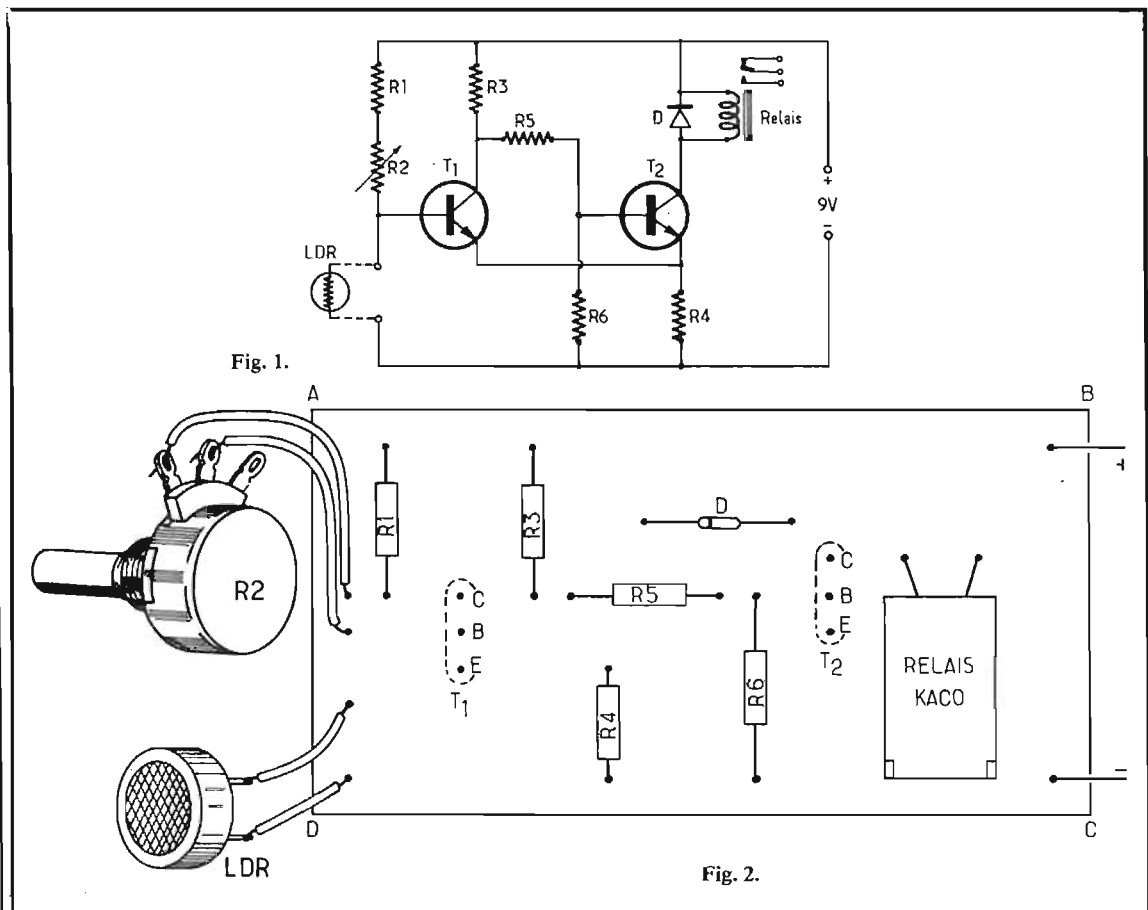 R1
R3
R5
D
Relais
R2
T1
T2
+
9V
−
LDR
R6
R4
Fig. 1.
A
B
+
R1
R3
D
C
R5
B
C
B
E
T2
R2
E
T1
R4
R6
RELAIS
KACO
−
D
C
LDR
Fig. 2.